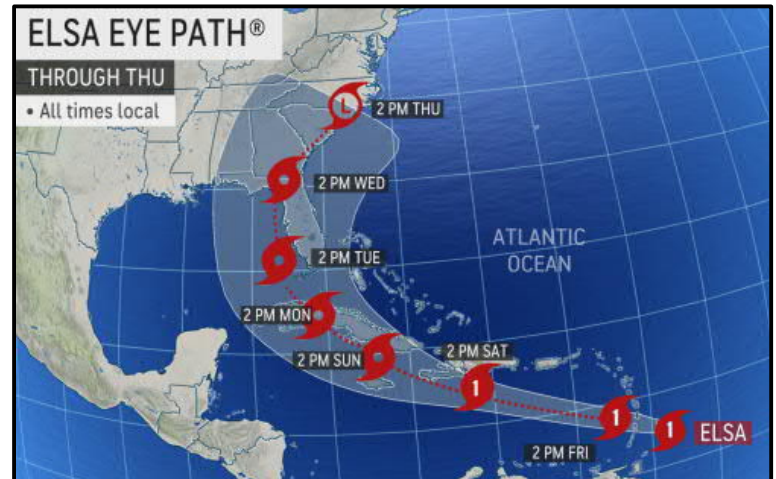 ELSA EYE PATH®
THROUGH THU
• All times local
L
2 PM THU
2 PM WED
2 PM TUE
ATLANTIC
OCEAN
2 PM MON
2 PM SUN
2 PM SAT
1
1
1
ELSA
2 PM FRI